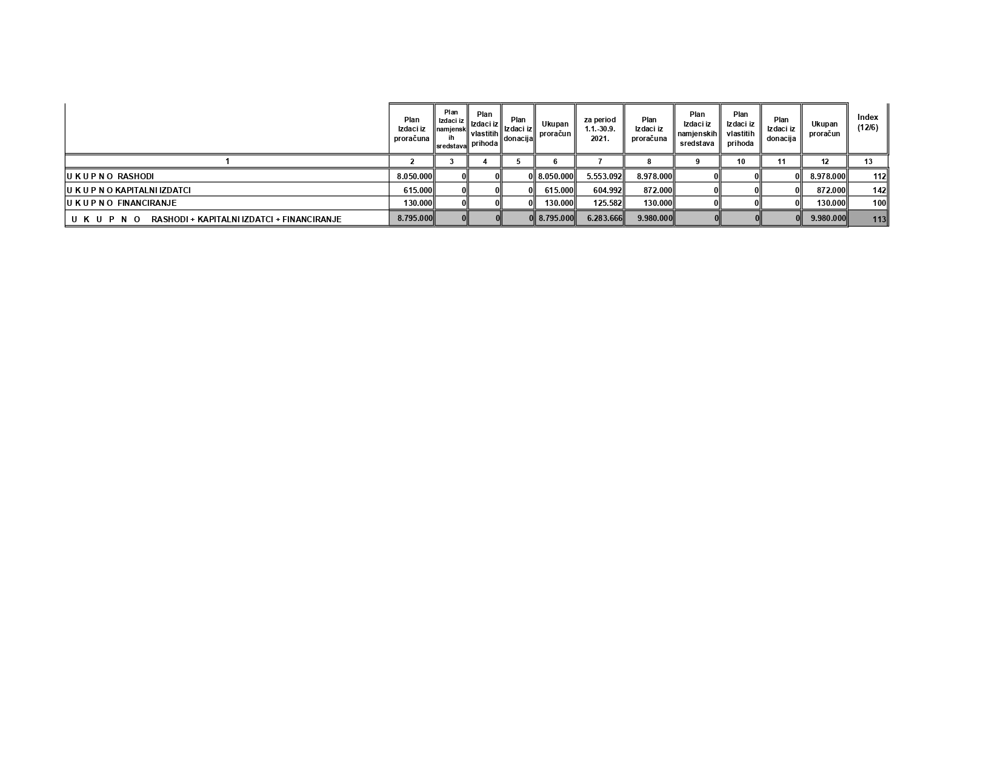 Plan Izdaci iz proračuna | Plan Izdaci iz namjensk ih sredstava | Plan Izdaci iz vlastitih prihoda | Plan Izdaci iz donacija | Ukupan proračun | za period 1.1.-30.9. 2021. | Plan Izdaci iz proračuna | Plan Izdaci iz namjenskih sredstava | Plan Izdaci iz vlastitih prihoda | Plan Izdaci iz donacija | Ukupan proračun | Index (12/6)
1 2 3 4 5 6 7 8 9 10 11 12 13
U K U P N O RASHODI 8.050.000 0 0 0 8.050.000 5.553.092 8.978.000 0 0 0 8.978.000 112
U K U P N O KAPITALNI IZDATCI 615.000 0 0 0 615.000 604.992 872.000 0 0 0 872.000 142
U K U P N O FINANCIRANJE 130.000 0 0 0 130.000 125.582 130.000 0 0 0 130.000 100
U K U P N O RASHODI + KAPITALNI IZDATCI + FINANCIRANJE 8.795.000 0 0 0 8.795.000 6.283.666 9.980.000 0 0 0 9.980.000 113